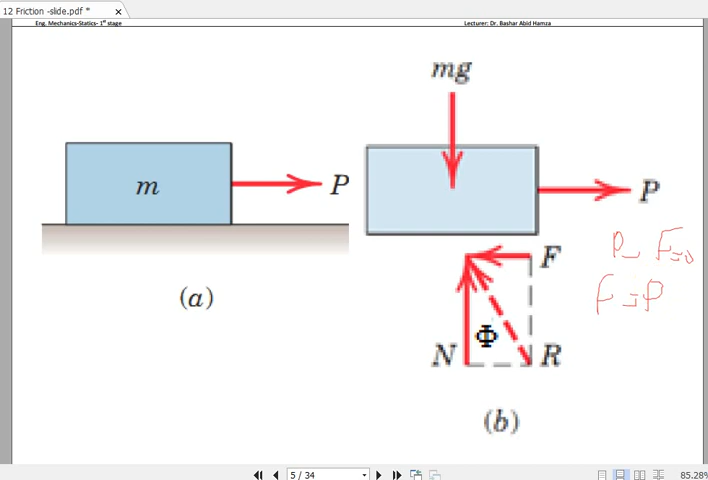 12 Friction -slide.pdf *
Eng. Mechanics-Statics- 1st stage
Lecturer: Dr. Bashar Abid Hamza
mg
m
P
P
P - F=0
F
F=P
Φ
N
R
(a)
(b)
5 / 34
85.28%